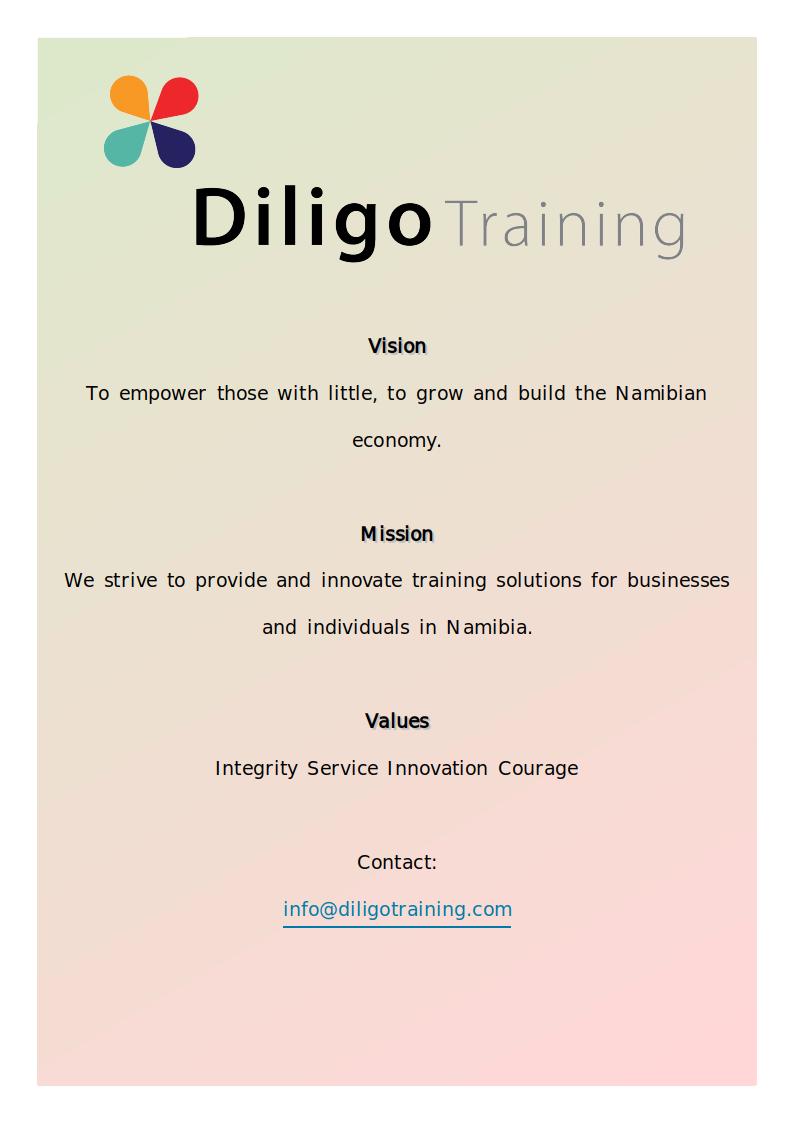 Diligo Training
Vision
To empower those with little, to grow and build the Namibian
economy.
Mission
We strive to provide and innovate training solutions for businesses
and individuals in Namibia.
Values
Integrity Service Innovation Courage
Contact:
info@diligotraining.com